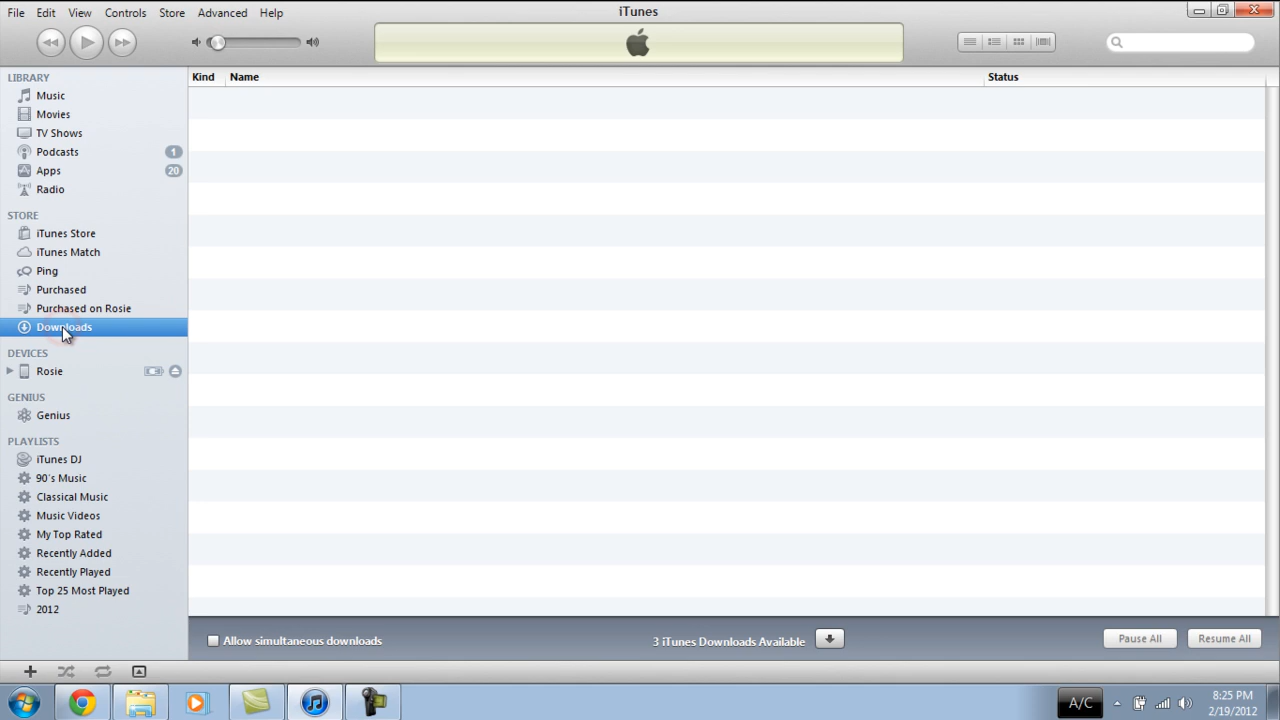 File Edit View Controls Store Advanced Help
iTunes
LIBRARY
Music
Movies
TV Shows
Podcasts 1
Apps 20
Radio
STORE
iTunes Store
iTunes Match
Ping
Purchased
Purchased on Rosie
Downloads
DEVICES
Rosie
GENIUS
Genius
PLAYLISTS
iTunes DJ
90's Music
Classical Music
Music Videos
My Top Rated
Recently Added
Recently Played
Top 25 Most Played
2012
Kind Name Status
Allow simultaneous downloads 3 iTunes Downloads Available Pause All Resume All
A/C
8:25 PM
2/19/2012